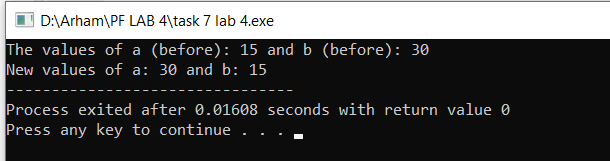 D:\Arham\PF LAB 4\task 7 lab 4.exe
The values of a (before): 15 and b (before): 30
New values of a: 30 and b: 15
--------------------------------
Process exited after 0.01608 seconds with return value 0
Press any key to continue . . .